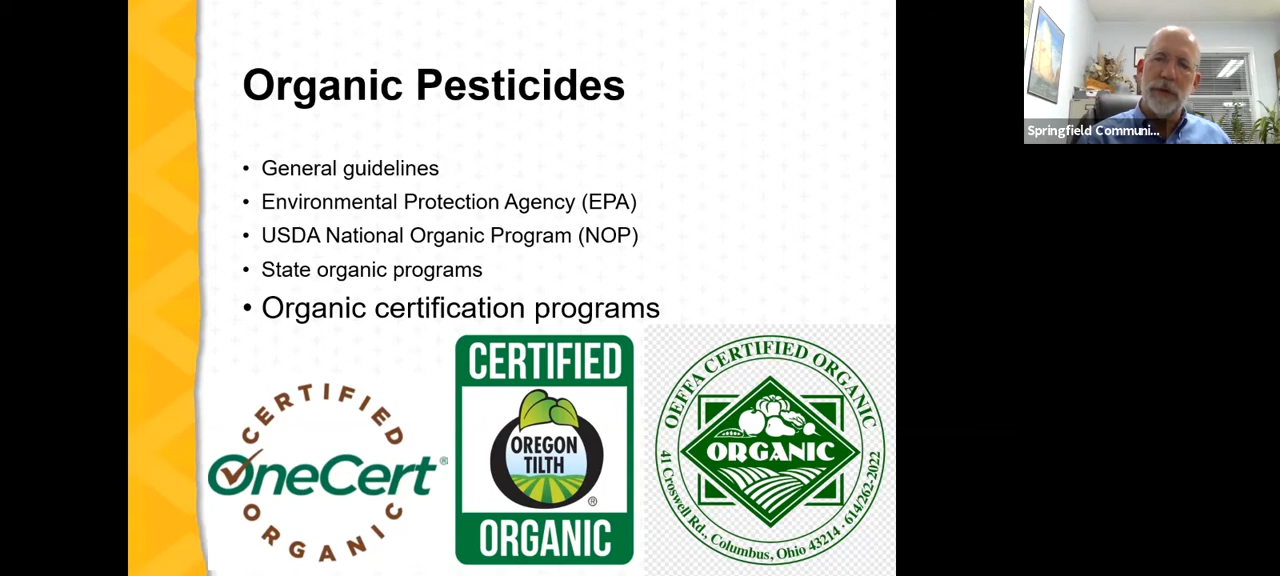 Organic Pesticides
• General guidelines
• Environmental Protection Agency (EPA)
• USDA National Organic Program (NOP)
• State organic programs
• Organic certification programs
CERTIFIED
OneCert®
ORGANIC
CERTIFIED
OREGON
TILTH
®
ORGANIC
OEFFA CERTIFIED ORGANIC
ORGANIC
41 Croswell Rd., Columbus, Ohio 43214 · 614/262-2022
Springfield Communi...